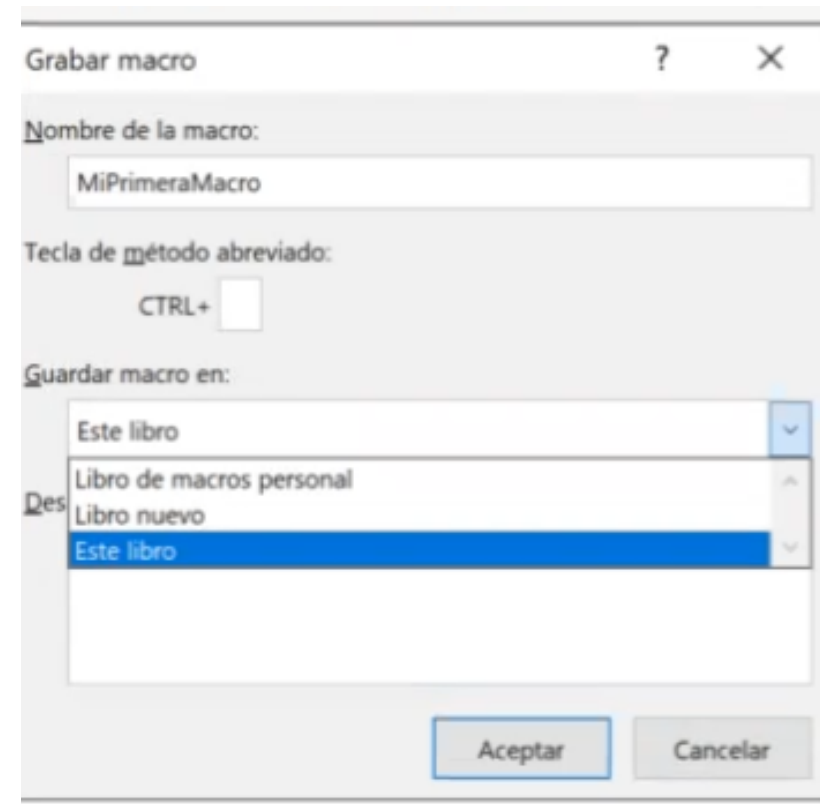 Grabar macro ? ✕
Nombre de la macro:
MiPrimeraMacro
Tecla de método abreviado:
CTRL+
Guardar macro en:
Este libro
Libro de macros personal
Des
Libro nuevo
Este libro
Aceptar Cancelar